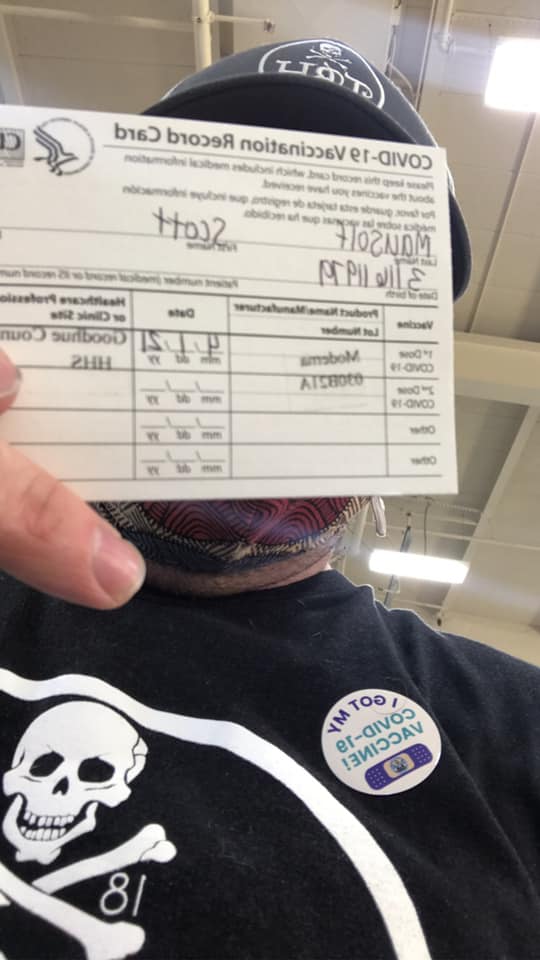 COVID-19 Vaccination Record Card
Please keep this record card, which includes medical information
about the vaccines you have received.
Por favor, guarde esta tarjeta de registro, que incluye información
médica sobre las vacunas que ha recibido.
Mansolf Scott
Last Name First Name
3/16/1979
Date of birth Patient number (medical record or IIS record num
Vaccine Product Name/Manufacturer Date Healthcare Professio
Lot Number or Clinic Site
1st Dose COVID-19 Moderna 4/1/21 Goodhue Coun
030B21A mm dd yy HHS
2nd Dose COVID-19 mm dd yy
Other mm dd yy
Other mm dd yy
I GOT MY
COVID-19
VACCINE!
18